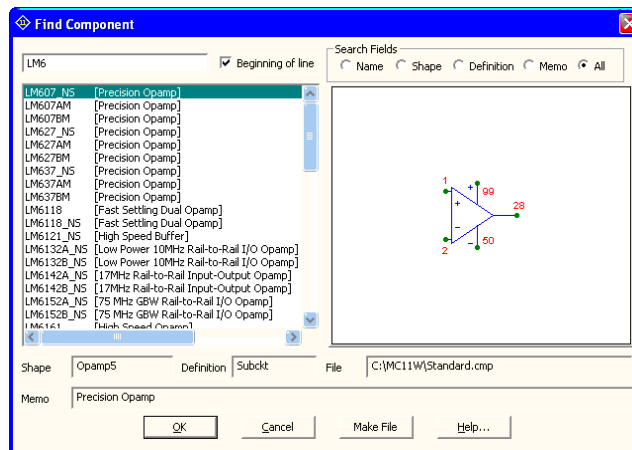 Find Component
LM6
Beginning of line
Search Fields
Name Shape Definition Memo All
LM607_NS [Precision Opamp]
LM607AM [Precision Opamp]
LM607BM [Precision Opamp]
LM627_NS [Precision Opamp]
LM627AM [Precision Opamp]
LM627BM [Precision Opamp]
LM637_NS [Precision Opamp]
LM637AM [Precision Opamp]
LM637BM [Precision Opamp]
LM6118 [Fast Settling Dual Opamp]
LM6118_NS [Fast Settling Dual Opamp]
LM6121_NS [High Speed Buffer]
LM6132A_NS [Low Power 10MHz Rail-to-Rail I/O Opamp]
LM6132B_NS [Low Power 10MHz Rail-to-Rail I/O Opamp]
LM6142A_NS [17MHz Rail-to-Rail Input-Output Opamp]
LM6142B_NS [17MHz Rail-to-Rail Input-Output Opamp]
LM6152A_NS [75 MHz GBW Rail-to-Rail I/O Opamp]
LM6152B_NS [75 MHz GBW Rail-to-Rail I/O Opamp]
LM6161 [High Speed Opamp]
1
+ 99
+
28
-
2
- 50
Shape Opamp5 Definition Subckt File C:\MC11W\Standard.cmp
Memo Precision Opamp
OK Cancel Make File Help...